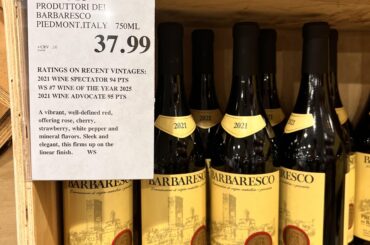 PRODUTTORI DEL
BARBARESCO
PIEDMONT, ITALY 750ML
37.99
RATINGS ON RECENT VINTAGES:
2021 WINE SPECTATOR 94 PTS
WS #7 WINE OF THE YEAR 2025
2021 WINE ADVOCATE 95 PTS
A vibrant, well-defined red,
offering rose, cherry,
strawberry, white pepper and
mineral flavors. Sleek and
elegant, this firms up on the
linear finish. WS
2021
2021
2021
BARBARESCO
BARBARESCO
BARBARESCO